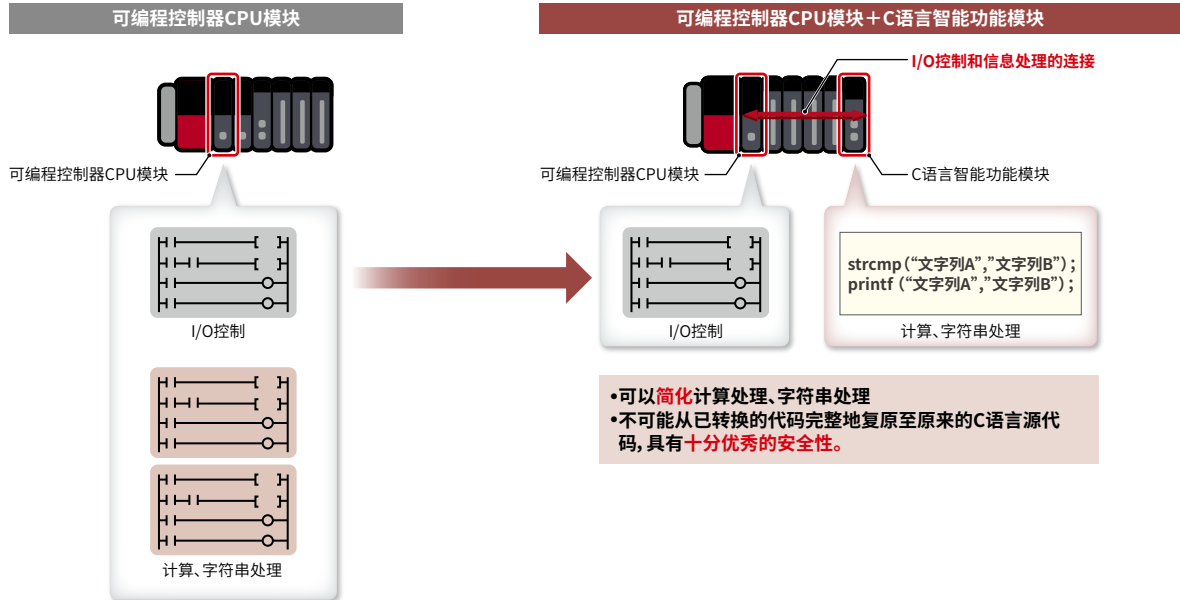 可编程控制器CPU模块
可编程控制器CPU模块
I/O控制
计算、字符串处理
可编程控制器CPU模块＋C语言智能功能模块
I/O控制和信息处理的连接
可编程控制器CPU模块
C语言智能功能模块
I/O控制
strcmp（“文字列A”,”文字列B”）;
printf（“文字列A”,”文字列B”）;
计算、字符串处理
•可以简化计算处理、字符串处理
•不可能从已转换的代码完整地复原至原来的C语言源代
码，具有十分优秀的安全性。